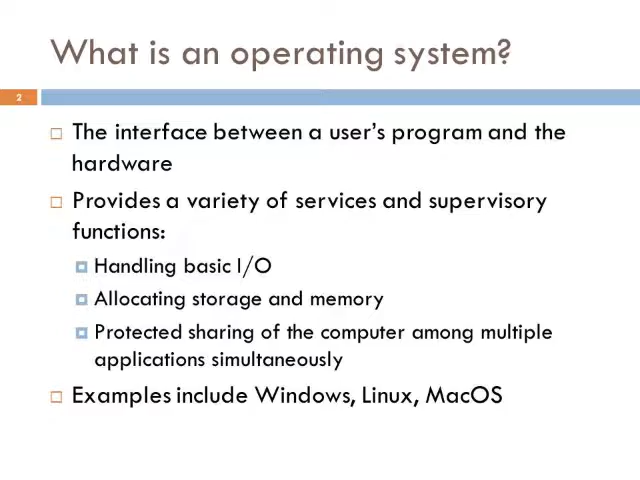 What is an operating system?
2
The interface between a user's program and the
hardware
Provides a variety of services and supervisory
functions:
Handling basic I/O
Allocating storage and memory
Protected sharing of the computer among multiple
applications simultaneously
Examples include Windows, Linux, MacOS